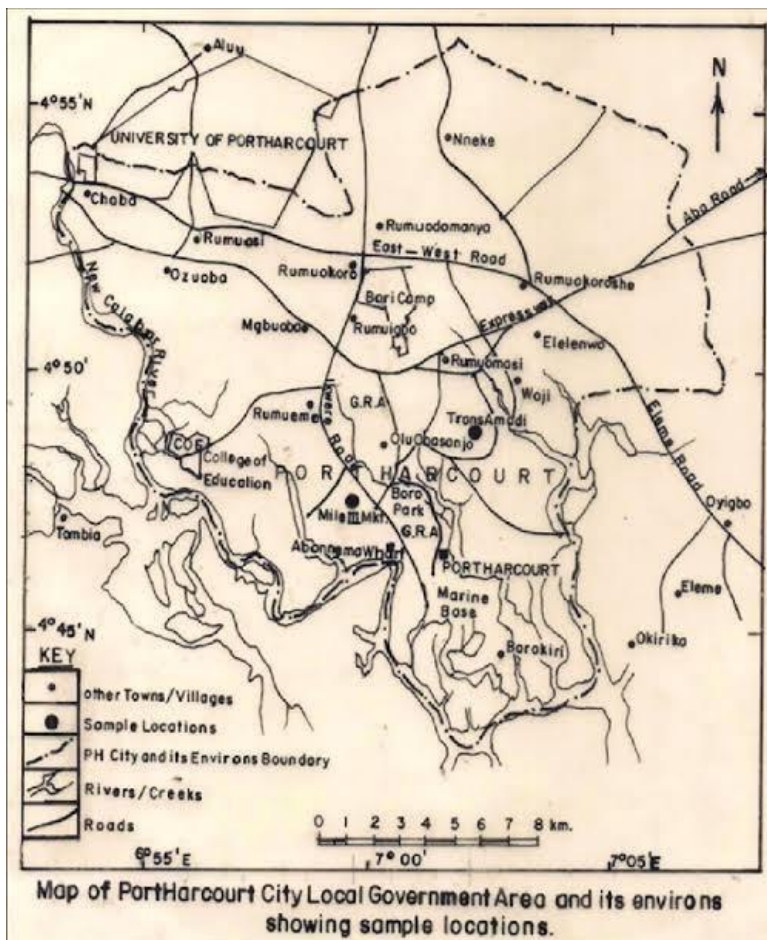 Aluu
N
4°55'N
UNIVERSITY OF PORTHARCOURT
Nneke
Choba
Aba Road
Rumuodomanya
Rumuosi
East-West Road
Rumuokoro
Ozuoba
Rumuokoroshe
New Calabar River
Bori Camp
Expressway
Mgbuoba
Rumuigbo
Elelenwo
4°50'
Rumuomasi
Woji
G.R.A
Rumueme
Ikwere Road
Trans Amadi
Olu Obasanjo
Eleme Road
C O E
College of
Education
PORT HARCOURT
Boro
Park
Oyigbo
Mile III Mkt.
G.R.A
Tombia
Abonnema Wharf
PORTHARCOURT
Eleme
Marine
Base
4°45'N
Borokiri
Okirika
KEY
other Towns/Villages
Sample Locations
PH City and its Environs Boundary
Rivers/Creeks
Roads
0 1 2 3 4 5 6 7 8 km.
6°55'E
7°00'
7°05'
Map of PortHarcourt City Local Government Area and its environs
showing sample locations.